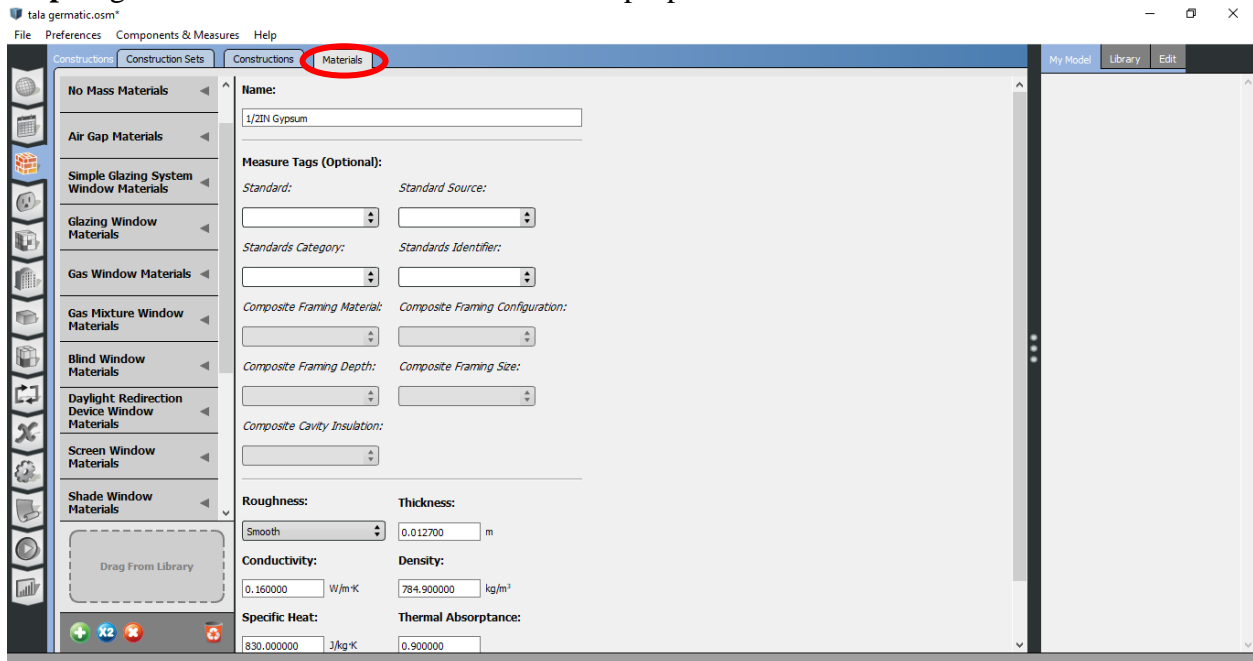 tala germatic.osm*
File Preferences Components & Measures Help
Constructions Construction Sets Constructions Materials My Model Library Edit
No Mass Materials
Air Gap Materials
Simple Glazing System
Window Materials
Glazing Window
Materials
Gas Window Materials
Gas Mixture Window
Materials
Blind Window
Materials
Daylight Redirection
Device Window
Materials
Screen Window
Materials
Shade Window
Materials
Drag From Library
X2
Name:
1/2IN Gypsum
Measure Tags (Optional):
Standard: Standard Source:
Standards Category: Standards Identifier:
Composite Framing Material: Composite Framing Configuration:
Composite Framing Depth: Composite Framing Size:
Composite Cavity Insulation:
Roughness: Thickness:
Smooth 0.012700 m
Conductivity: Density:
0.160000 W/m·K 784.900000 kg/m³
Specific Heat: Thermal Absorptance:
830.000000 J/kg·K 0.900000